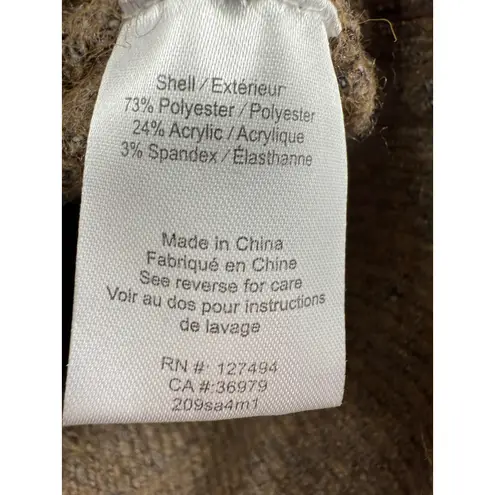 Shell / Extérieur
73% Polyester / Polyester
24% Acrylic / Acrylique
3% Spandex / Élasthanne
Made in China
Fabriqué en Chine
See reverse for care
Voir au dos pour instructions
de lavage
RN #: 127494
CA #:36979
209sa4m1